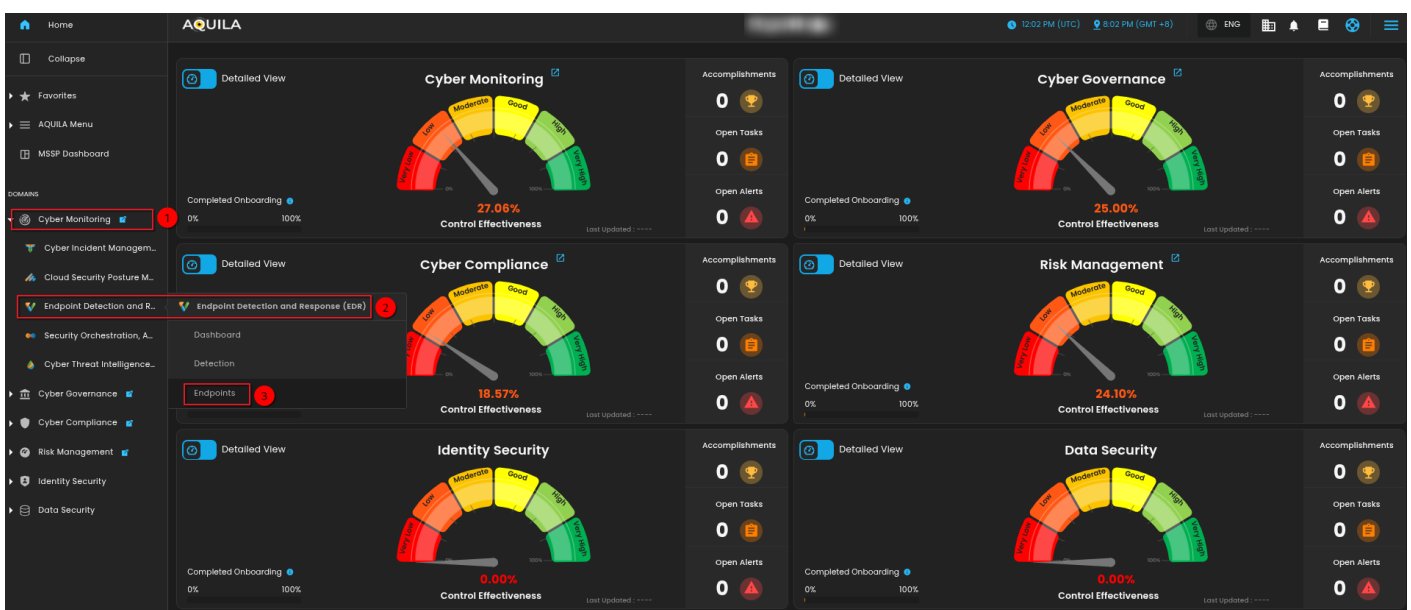 Home
AQUILA
12:02 PM (UTC)
8:02 PM (GMT +8)
ENG
Collapse
Favorites
AQUILA Menu
MSSP Dashboard
DOMAINS
Cyber Monitoring
1
Cyber Incident Managem...
Cloud Security Posture M...
Endpoint Detection and R...
Endpoint Detection and Response (EDR)
2
Dashboard
Detection
Endpoints
3
Security Orchestration, A...
Cyber Threat Intelligence...
Cyber Governance
Cyber Compliance
Risk Management
Identity Security
Data Security
Detailed View
Cyber Monitoring
Very Low
Low
Moderate
Good
High
Very High
0%
100%
Completed Onboarding
0%
100%
27.06%
Control Effectiveness
Last Updated : ----
Accomplishments
0
Open Tasks
0
Open Alerts
0
Detailed View
Cyber Governance
Very Low
Low
Moderate
Good
High
Very High
0%
100%
Completed Onboarding
0%
100%
25.00%
Control Effectiveness
Last Updated : ----
Accomplishments
0
Open Tasks
0
Open Alerts
0
Detailed View
Cyber Compliance
Low
Moderate
Good
High
Very High
100%
18.57%
Control Effectiveness
Last Updated : ----
Accomplishments
0
Open Tasks
0
Open Alerts
0
Detailed View
Risk Management
Very Low
Low
Moderate
Good
High
Very High
0%
100%
Completed Onboarding
0%
100%
24.10%
Control Effectiveness
Last Updated : ----
Accomplishments
0
Open Tasks
0
Open Alerts
0
Detailed View
Identity Security
Very Low
Low
Moderate
Good
High
Very High
100%
Completed Onboarding
0%
100%
0.00%
Control Effectiveness
Last Updated : ----
Accomplishments
0
Open Tasks
0
Open Alerts
0
Detailed View
Data Security
Very Low
Low
Moderate
Good
High
Very High
100%
Completed Onboarding
0%
100%
0.00%
Control Effectiveness
Last Updated : ----
Accomplishments
0
Open Tasks
0
Open Alerts
0